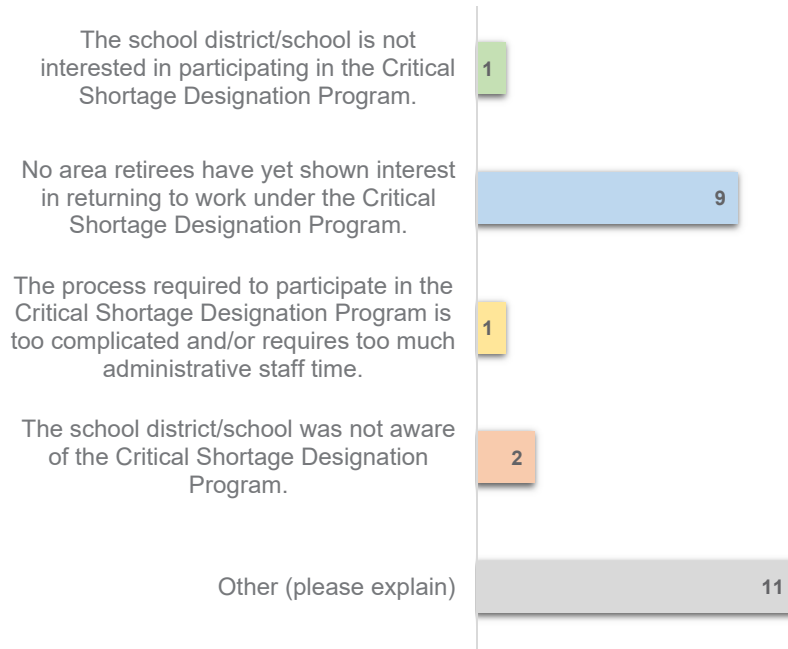 The school district/school is not
interested in participating in the Critical
Shortage Designation Program.
1
No area retirees have yet shown interest
in returning to work under the Critical
Shortage Designation Program.
9
The process required to participate in the
Critical Shortage Designation Program is
too complicated and/or requires too much
administrative staff time.
1
The school district/school was not aware
of the Critical Shortage Designation
Program.
2
Other (please explain)
11